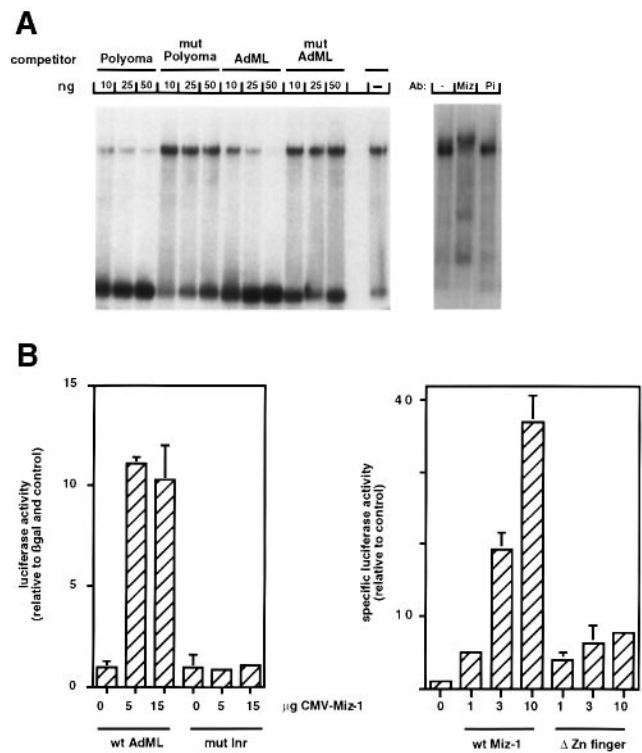 A
competitor
Polyoma
mut
Polyoma
AdML
mut
AdML
ng
10 25 50 10 25 50 10 25 50 10 25 50 –
Ab: - Miz Pi
B
luciferase activity
(relative to βgal and control)
15
10
5
0
0 5 15 0 5 15
μg CMV-Miz-1
wt AdML
mut Inr
specific luciferase activity
(relative to control)
40
10
0 1 3 10 1 3 10
wt Miz-1
Δ Zn finger